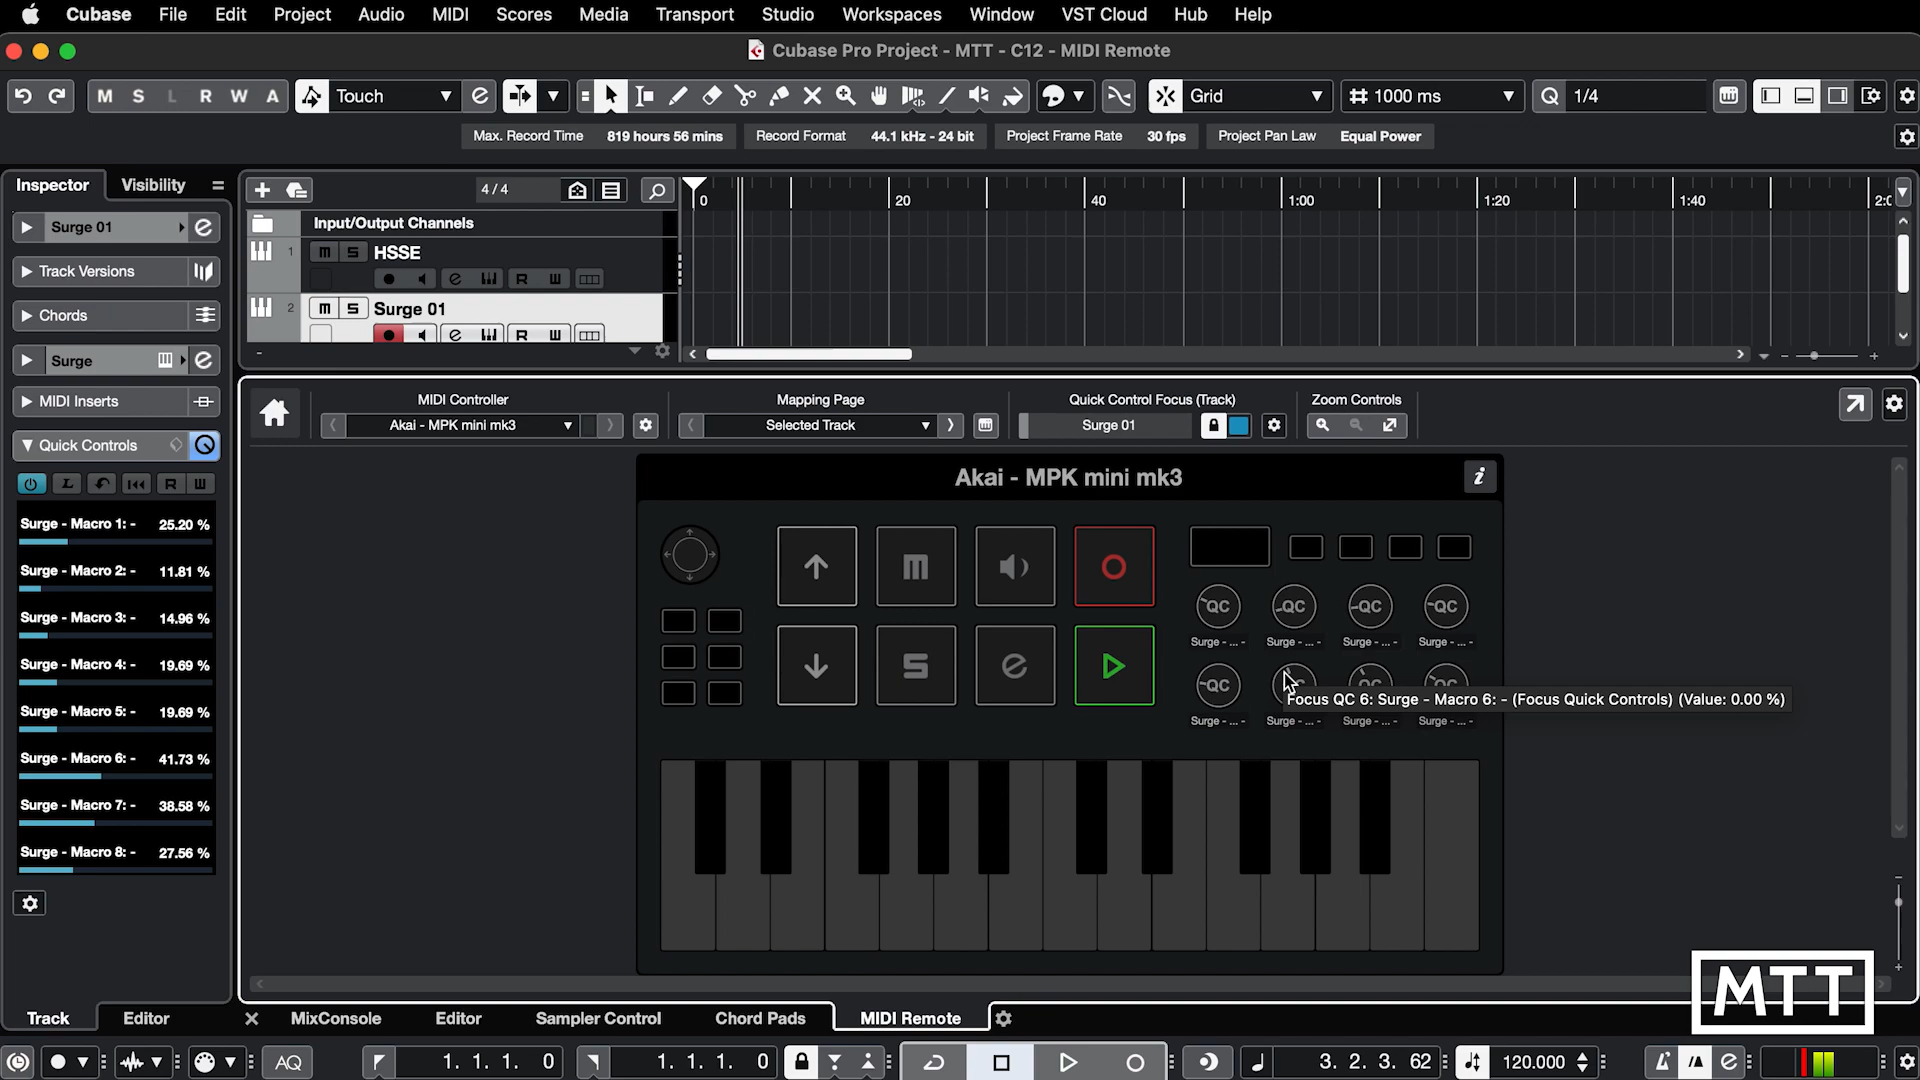 Cubase File Edit Project Audio MIDI Scores Media Transport Studio Workspaces Window VST Cloud Hub Help
Cubase Pro Project - MTT - C12 - MIDI Remote
M S L R W A Touch e Grid 1000 ms Q 1/4
Max. Record Time 819 hours 56 mins Record Format 44.1 kHz - 24 bit Project Frame Rate 30 fps Project Pan Law Equal Power
Inspector Visibility
4 / 4
0 20 40 1:00 1:20 1:40 2:0
Input/Output Channels
1 m S HSSE
e R W
2 m S Surge 01
e R W
Surge 01 e
Track Versions
Chords
Surge e
MIDI Inserts
Quick Controls
L R W
Surge - Macro 1: - 25.20 %
Surge - Macro 2: - 11.81 %
Surge - Macro 3: - 14.96 %
Surge - Macro 4: - 19.69 %
Surge - Macro 5: - 19.69 %
Surge - Macro 6: - 41.73 %
Surge - Macro 7: - 38.58 %
Surge - Macro 8: - 27.56 %
MIDI Controller Mapping Page Quick Control Focus (Track) Zoom Controls
Akai - MPK mini mk3 Selected Track Surge 01
Akai - MPK mini mk3 i
m
QC QC QC QC
Surge - ... - Surge - ... - Surge - ... - Surge - ... -
S e
QC
Focus QC 6: Surge - Macro 6: - (Focus Quick Controls) (Value: 0.00 %)
Surge - ... - Surge - ... - Surge - ... - Surge - ... -
MTT
Track Editor MixConsole Editor Sampler Control Chord Pads MIDI Remote
AQ 1. 1. 1. 0 1. 1. 1. 0 3. 2. 3. 62 120.000 e